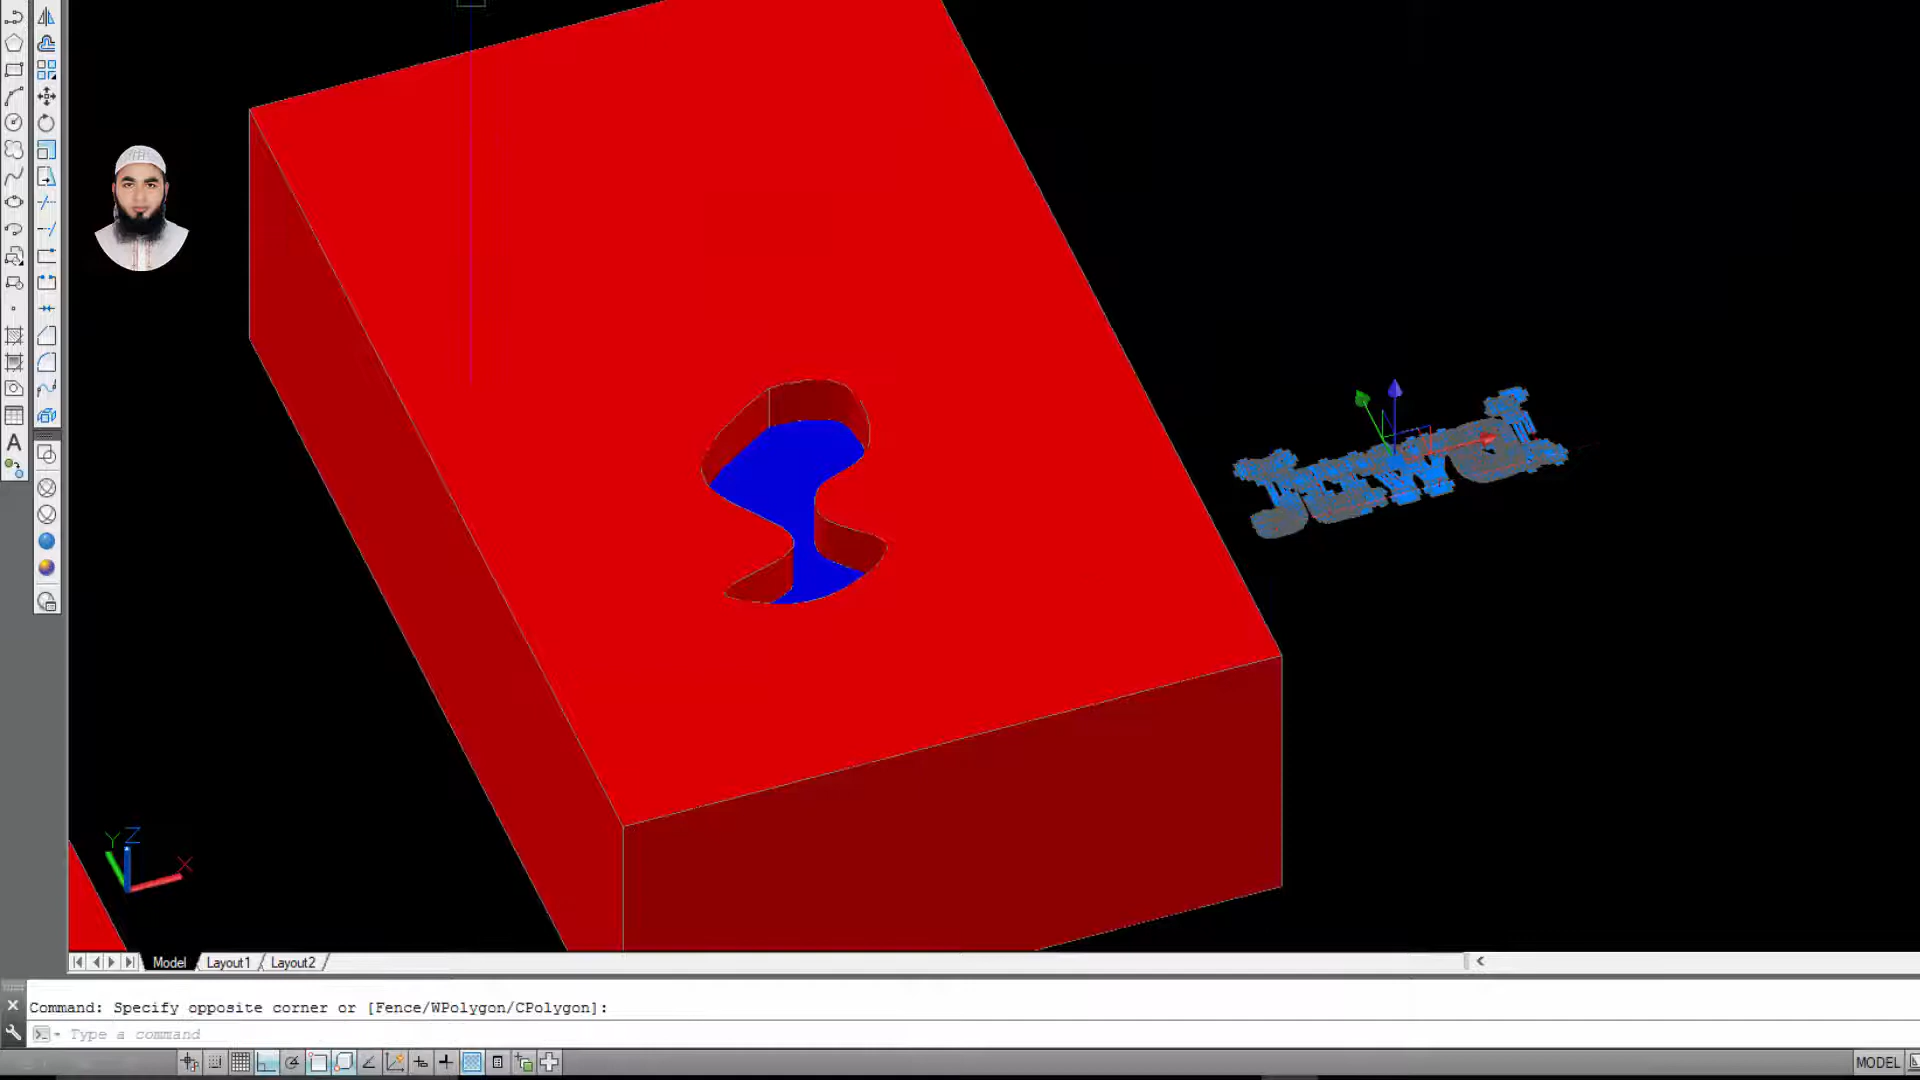 A
Y Z
X
Model
Layout1
Layout2
Command: Specify opposite corner or [Fence/WPolygon/CPolygon]:
Type a command
MODEL